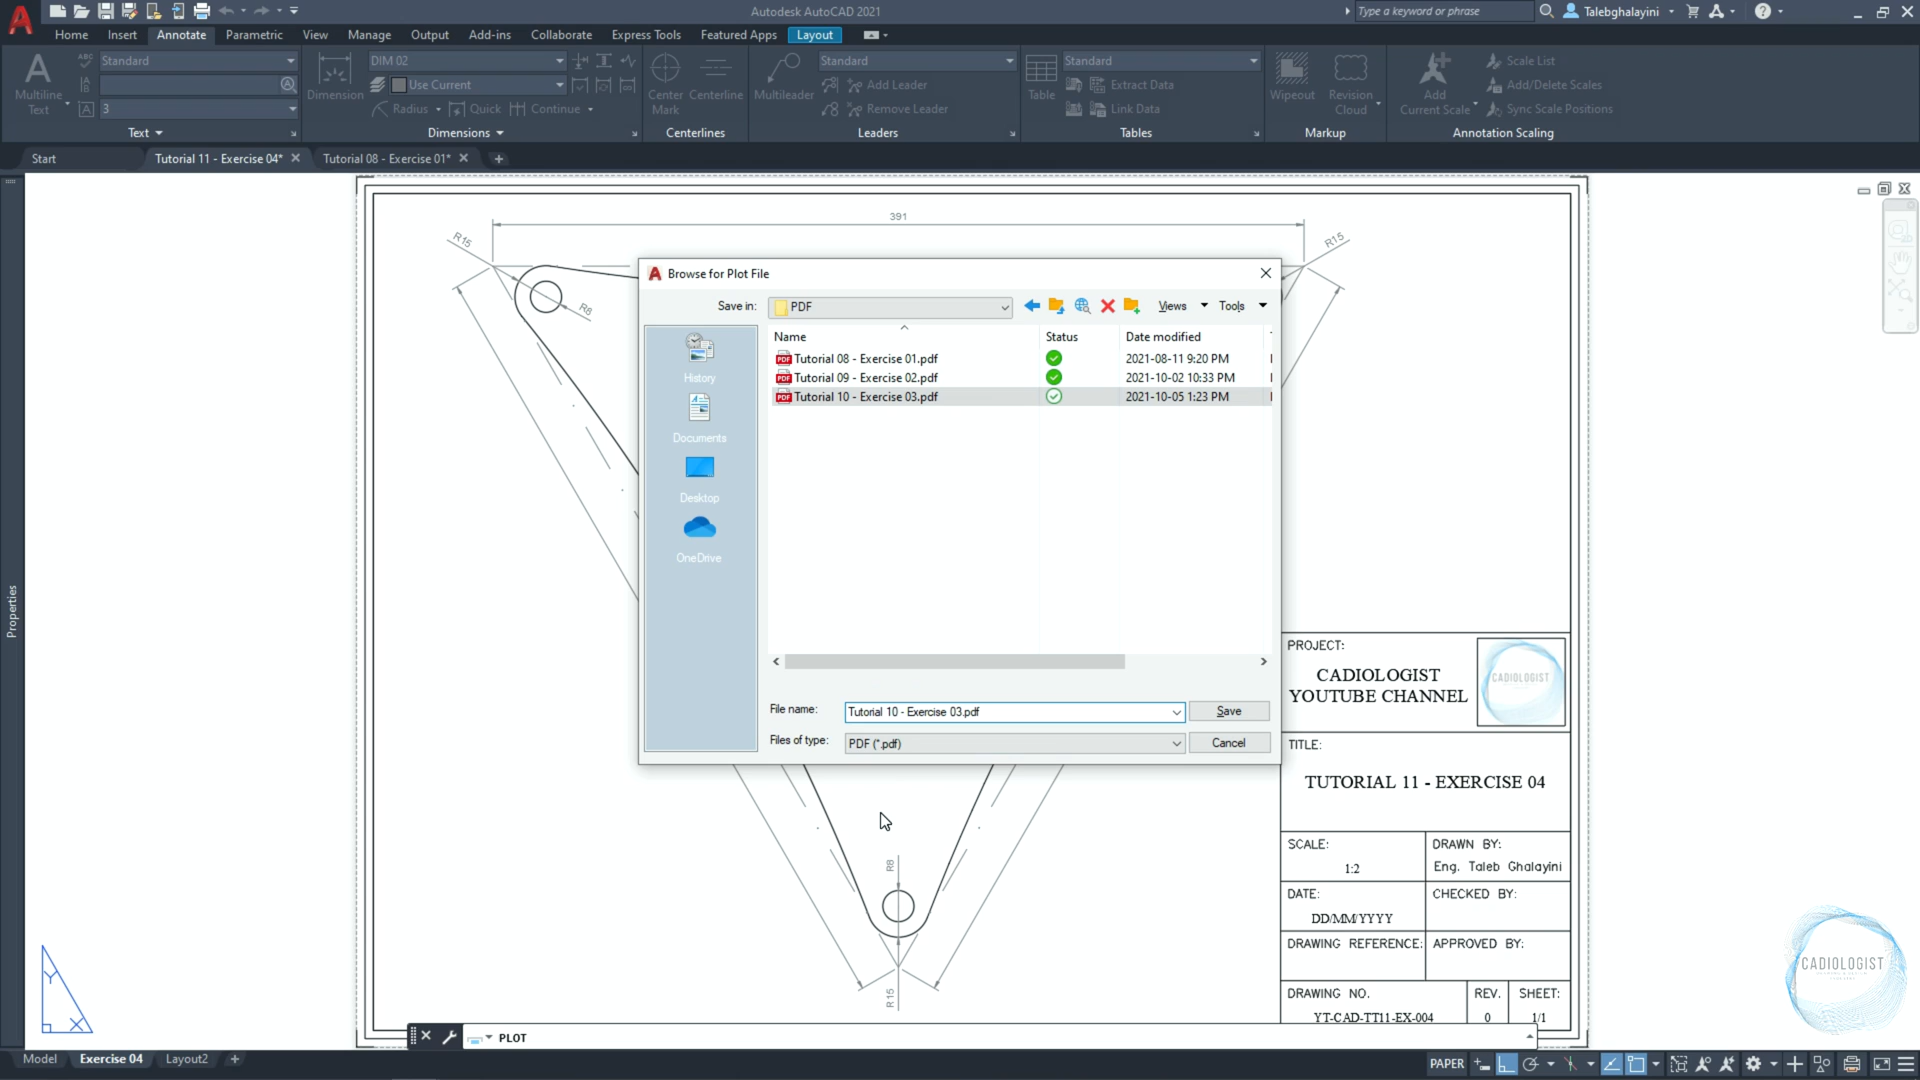 Autodesk AutoCAD 2021
Type a keyword or phrase
Talebghalayini
Home Insert Annotate Parametric View Manage Output Add-ins Collaborate Express Tools Featured Apps Layout
Multiline Text
Standard
3
Text
Dimension
DIM 02
Use Current
Radius Quick Continue
Dimensions
Center Mark
Centerline
Centerlines
Multileader
Standard
Add Leader
Remove Leader
Leaders
Table
Standard
Extract Data
Link Data
Tables
Wipeout
Revision Cloud
Markup
Add Current Scale
Scale List
Add/Delete Scales
Sync Scale Positions
Annotation Scaling
Start
Tutorial 11 - Exercise 04*
Tutorial 08 - Exercise 01*
Properties
391
R15
R15
R8
Browse for Plot File
Save in:
PDF
Views
Tools
History
Documents
Desktop
OneDrive
Name Status Date modified
Tutorial 08 - Exercise 01.pdf 2021-08-11 9:20 PM
Tutorial 09 - Exercise 02.pdf 2021-10-02 10:33 PM
Tutorial 10 - Exercise 03.pdf 2021-10-05 1:23 PM
File name:
Tutorial 10 - Exercise 03.pdf
Save
Files of type:
PDF (*.pdf)
Cancel
R8
R15
PROJECT:
CADIOLOGIST
YOUTUBE CHANNEL
CADIOLOGIST
TITLE:
TUTORIAL 11 - EXERCISE 04
SCALE:
1:2
DRAWN BY:
Eng. Taleb Ghalayini
DATE:
DD/MM/YYYY
CHECKED BY:
DRAWING REFERENCE:
APPROVED BY:
DRAWING NO.
YT-CAD-TT11-EX-004
REV.
0
SHEET:
1/1
CADIOLOGIST
Y
X
PLOT
Model
Exercise 04
Layout2
PAPER